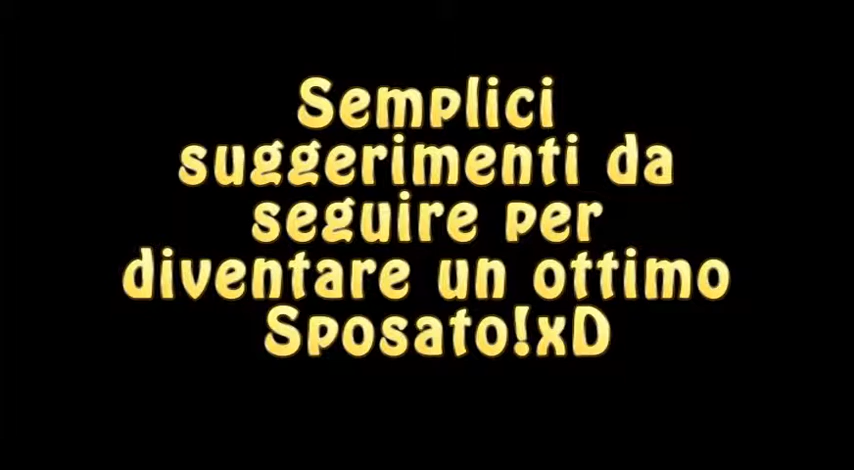 Semplici
suggerimenti da
seguire per
diventare un ottimo
Sposato!xD